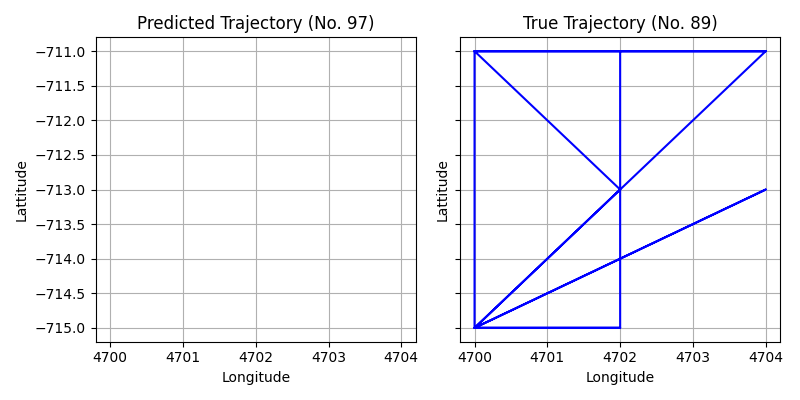 Predicted Trajectory (No. 97)
True Trajectory (No. 89)
−711.0
−711.5
−712.0
−712.5
−713.0
−713.5
−714.0
−714.5
−715.0
Lattitude
Lattitude
4700 4701 4702 4703 4704
4700 4701 4702 4703 4704
Longitude
Longitude